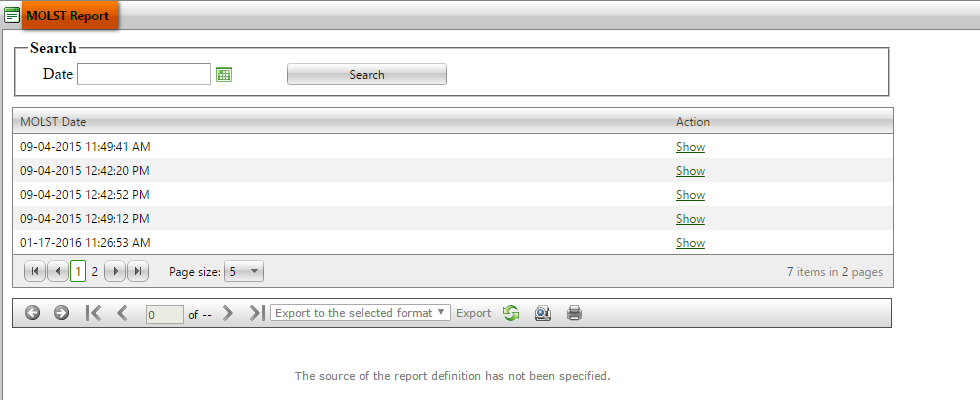 MOLST Report
Search
Date Search
MOLST Date Action
09-04-2015 11:49:41 AM Show
09-04-2015 12:42:20 PM Show
09-04-2015 12:42:52 PM Show
09-04-2015 12:49:12 PM Show
01-17-2016 11:26:53 AM Show
1 2 Page size: 5 7 items in 2 pages
0 of -- Export to the selected format Export
The source of the report definition has not been specified.